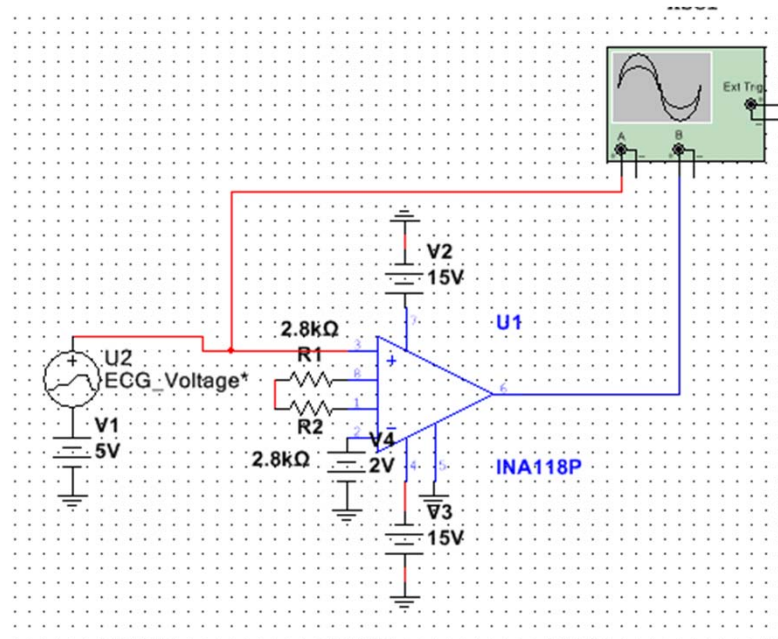 Ext Trig
+
−
A
B
+
−
+
−
V2
15V
7
U1
2.8kΩ
R1
3
+
U2
ECG_Voltage*
8
6
1
R2
−
V1
5V
2
2.8kΩ
V4
2V
4
5
INA118P
V3
15V